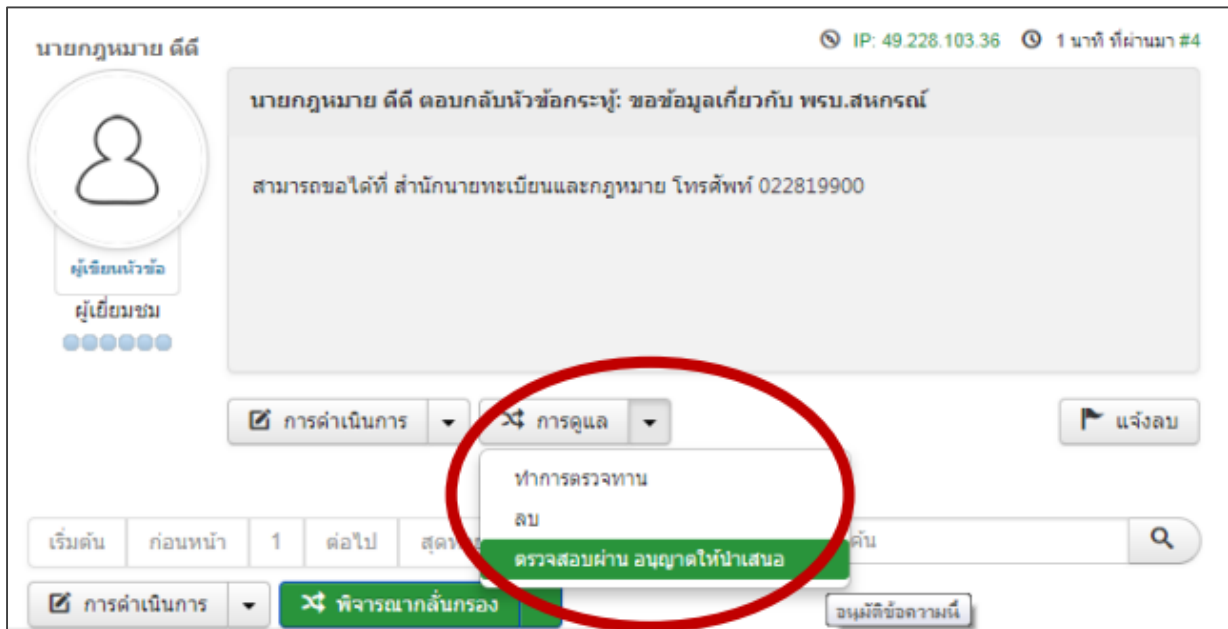 นายกฎหมาย ดีดี
IP: 49.228.103.36 1 นาที ที่ผ่านมา #4
นายกฎหมาย ดีดี ตอบกลับหัวข้อกระทู้: ขอข้อมูลเกี่ยวกับ พรบ.สหกรณ์
สามารถขอได้ที่ สำนักนายทะเบียนและกฎหมาย โทรศัพท์ 022819900
ผู้เขียนหัวข้อ
ผู้เยี่ยมชม
การดำเนินการ การดูแล แจ้งลบ
ทำการตรวจทาน
ลบ
ตรวจสอบผ่าน อนุญาตให้นำเสนอ
เริ่มต้น ก่อนหน้า 1 ต่อไป
การดำเนินการ พิจารณากลั่นกรอง
อนุมัติข้อความนี้